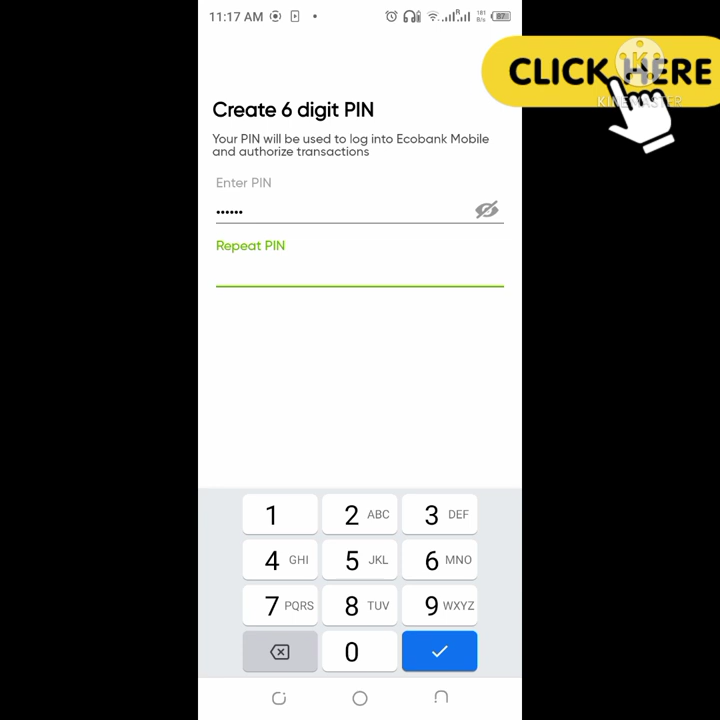 11:17 AM
R
181
B/s
87
CLICK HERE
K
KINEMASTER
Create 6 digit PIN
Your PIN will be used to log into Ecobank Mobile
and authorize transactions
Enter PIN
••••••
Repeat PIN
1 2 ABC 3 DEF
4 GHI 5 JKL 6 MNO
7 PQRS 8 TUV 9 WXYZ
0